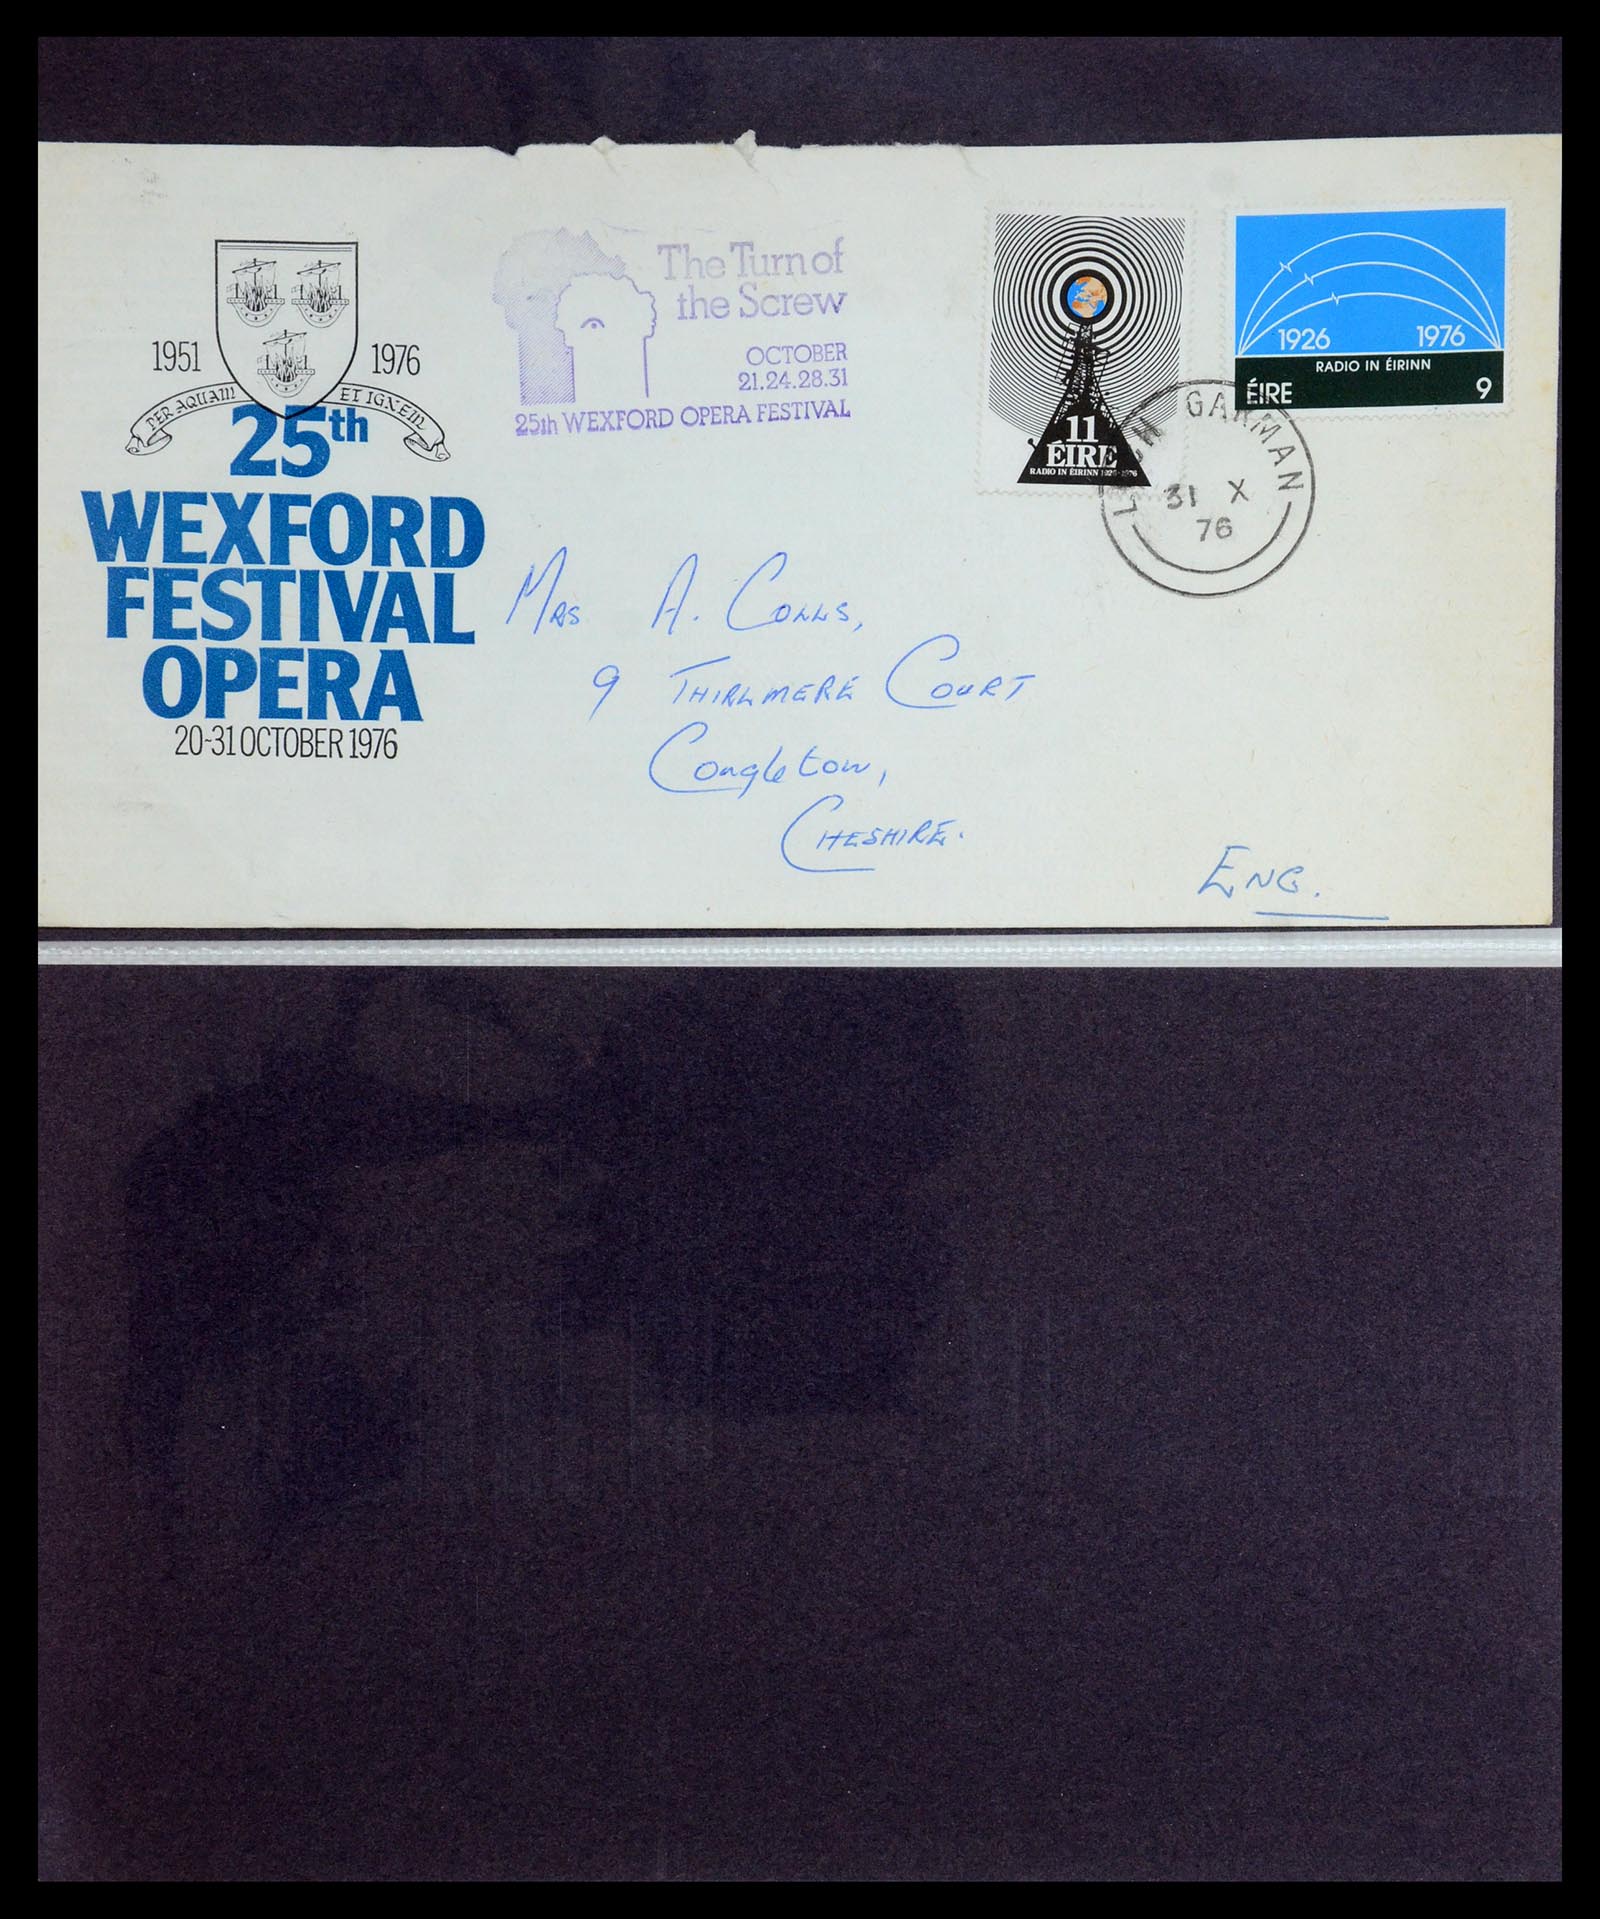 1951
1976
PER AQUAM ET IGNEM
25th
WEXFORD
FESTIVAL
OPERA
20-31 OCTOBER 1976
The Turn of
the Screw
OCTOBER
21.24.28.31
25th WEXFORD OPERA FESTIVAL
11
ÉIRE
RADIO IN ÉIRINN 1926-1976
1926 1976
RADIO IN ÉIRINN
ÉIRE 9
GARMAN
31 X
76
Mrs A. Colls,
9 Thirlmere Court
Congleton,
Cheshire.
Eng.